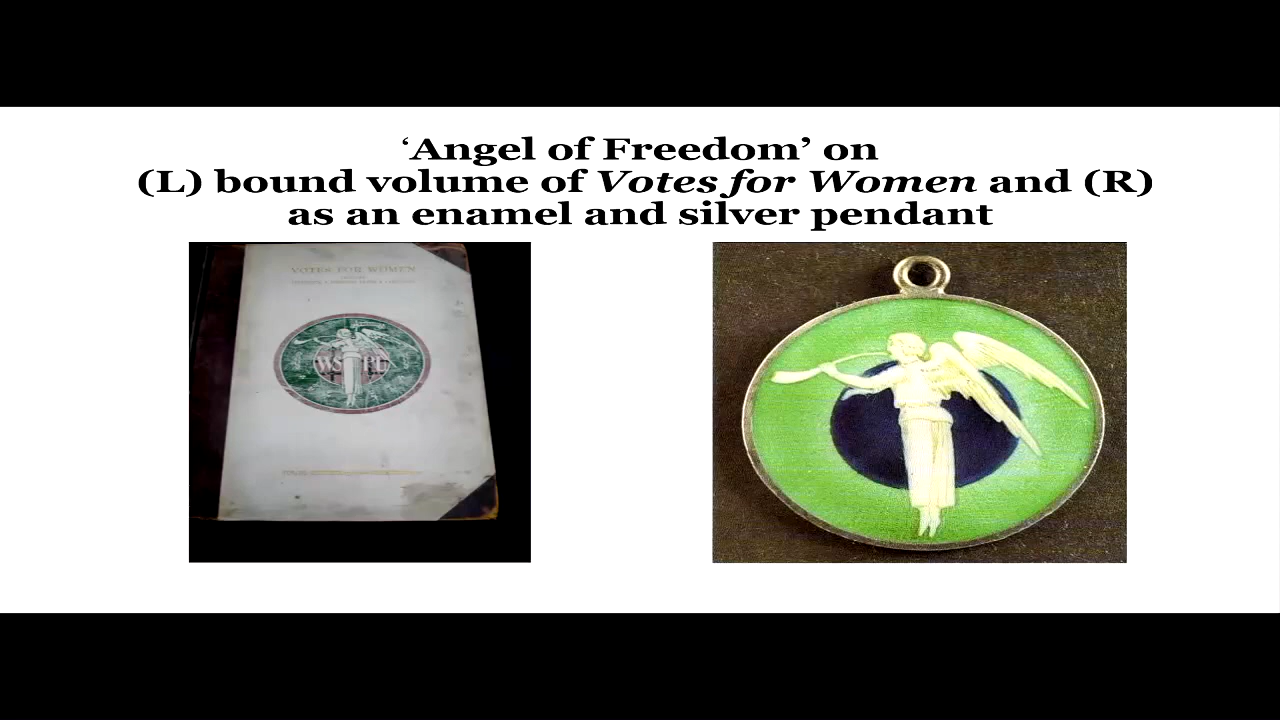 ‘Angel of Freedom’ on
(L) bound volume of Votes for Women and (R)
as an enamel and silver pendant
VOTES FOR WOMEN
WSPU